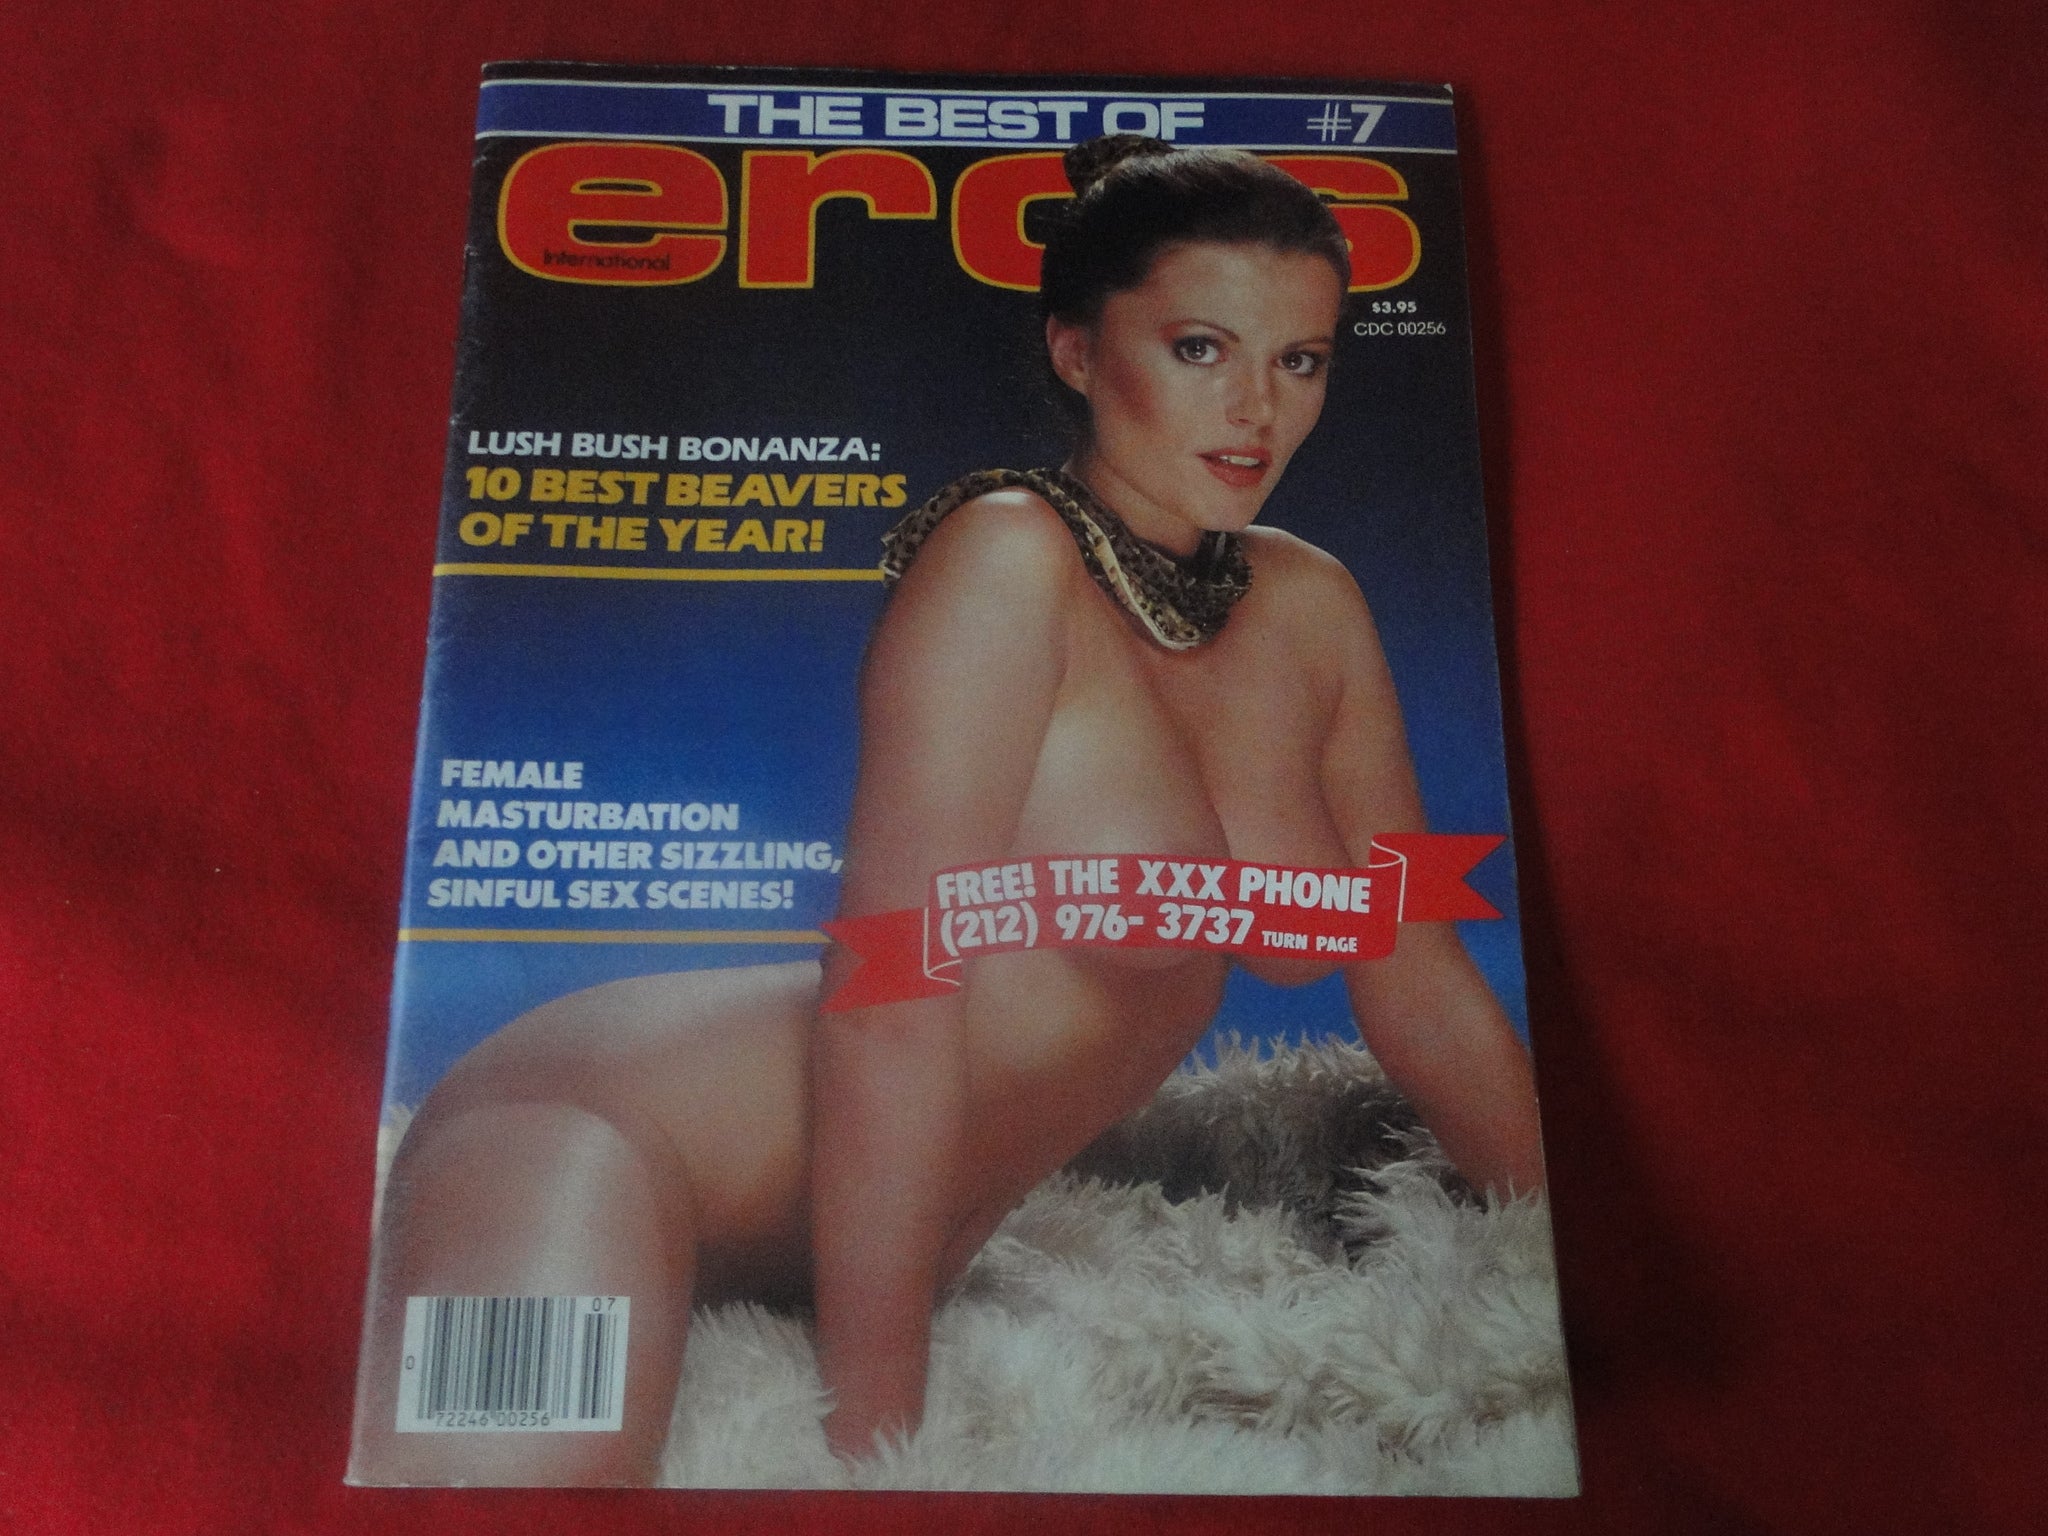 THE BEST OF #7
eros
International
$3.95
CDC 00256
LUSH BUSH BONANZA:
10 BEST BEAVERS
OF THE YEAR!
FEMALE
MASTURBATION
AND OTHER SIZZLING,
SINFUL SEX SCENES!
FREE! THE XXX PHONE
(212) 976-3737 TURN PAGE
07
0
72246 00256